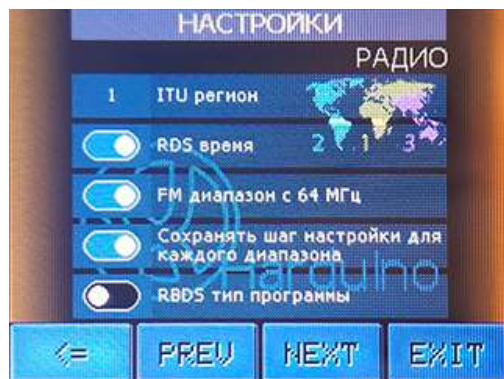 НАСТРОЙКИ
РАДИО
1 ITU регион
2 1 3
RDS время
FM диапазон с 64 МГц
Сохранять шаг настройки для
каждого диапазона
RBDS тип программы
<= PREV NEXT EXIT